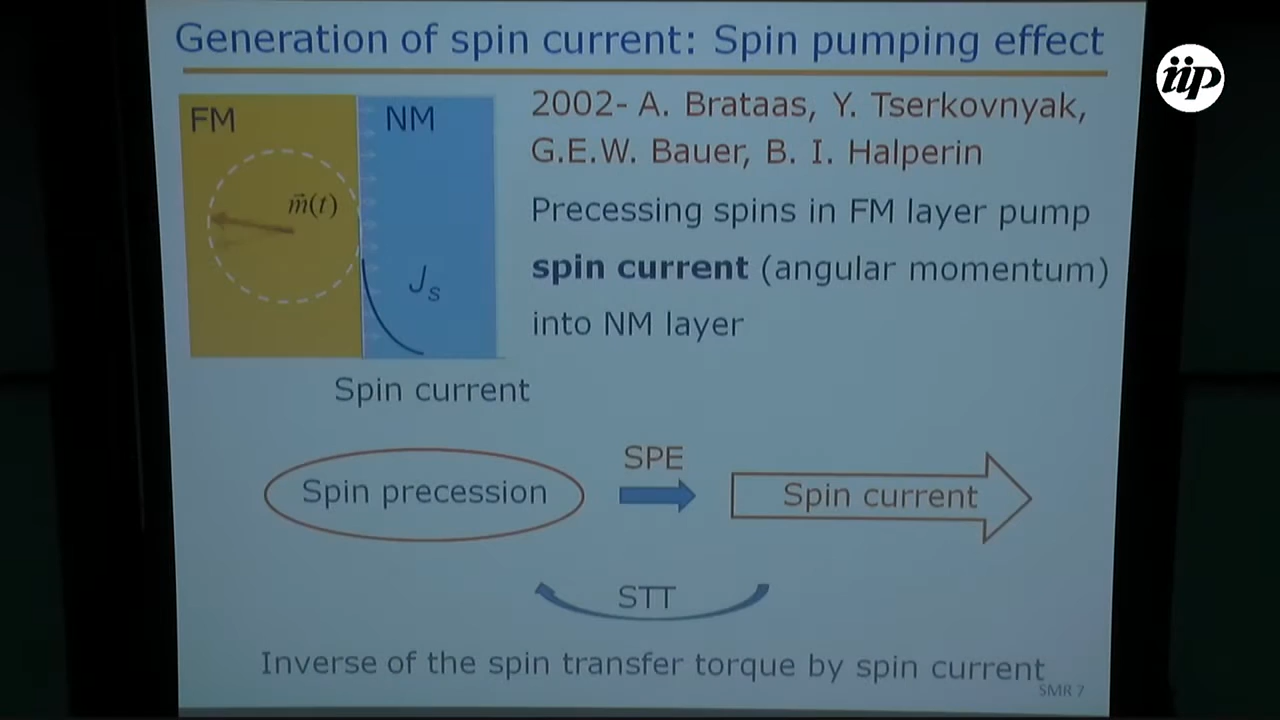 Generation of spin current: Spin pumping effect
iip
FM
NM
m⃗(t)
J_s
Spin current
2002- A. Brataas, Y. Tserkovnyak,
G.E.W. Bauer, B. I. Halperin
Precessing spins in FM layer pump
spin current (angular momentum)
into NM layer
Spin precession
SPE
Spin current
STT
Inverse of the spin transfer torque by spin current
SMR 7